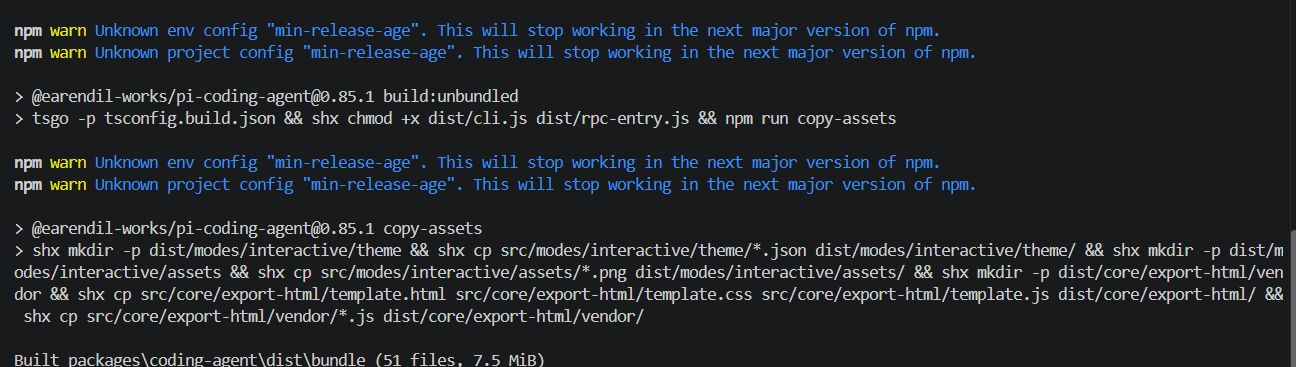 npm warn Unknown env config "min-release-age". This will stop working in the next major version of npm.
npm warn Unknown project config "min-release-age". This will stop working in the next major version of npm.
> @earendil-works/pi-coding-agent@0.85.1 build:unbundled
> tsgo -p tsconfig.build.json && shx chmod +x dist/cli.js dist/rpc-entry.js && npm run copy-assets
npm warn Unknown env config "min-release-age". This will stop working in the next major version of npm.
npm warn Unknown project config "min-release-age". This will stop working in the next major version of npm.
> @earendil-works/pi-coding-agent@0.85.1 copy-assets
> shx mkdir -p dist/modes/interactive/theme && shx cp src/modes/interactive/theme/*.json dist/modes/interactive/theme/ && shx mkdir -p dist/m
odes/interactive/assets && shx cp src/modes/interactive/assets/*.png dist/modes/interactive/assets/ && shx mkdir -p dist/core/export-html/ven
dor && shx cp src/core/export-html/template.html src/core/export-html/template.css src/core/export-html/template.js dist/core/export-html/ &&
shx cp src/core/export-html/vendor/*.js dist/core/export-html/vendor/
Built packages\coding-agent\dist\bundle (51 files, 7.5 MiB)